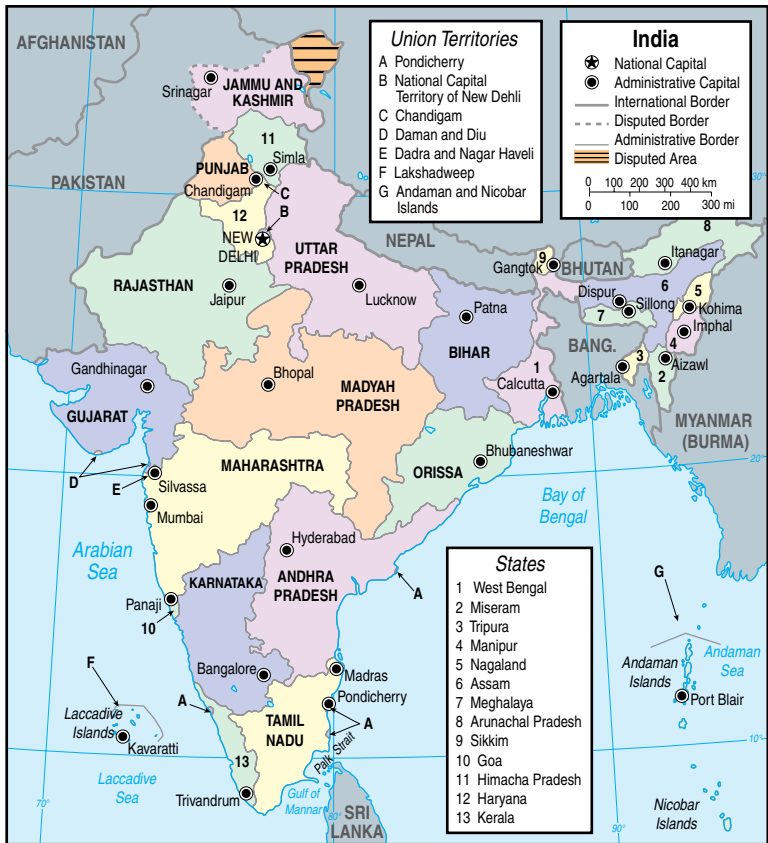 AFGHANISTAN
PAKISTAN
Srinagar
JAMMU AND
KASHMIR
11
PUNJAB
Simla
Chandigam
C
12
B
NEW
DELHI
UTTAR
PRADESH
NEPAL
RAJASTHAN
Jaipur
Lucknow
Gangtok
9
BHUTAN
8
Itanagar
6
5
Dispur
Sillong
7
Kohima
Imphal
4
Patna
BIHAR
BANG.
3
Agartala
2
Aizawl
1
Calcutta
Gandhinagar
GUJARAT
Bhopal
MADYAH
PRADESH
MYANMAR
(BURMA)
D
E
Silvassa
Mumbai
MAHARASHTRA
ORISSA
Bhubaneshwar
Bay of
Bengal
Arabian
Sea
Hyderabad
KARNATAKA
ANDHRA
PRADESH
A
Panaji
10
Bangalore
Madras
Pondicherry
A
A
TAMIL
NADU
13
Trivandrum
Palk Strait
Gulf of
Mannar
SRI
LANKA
F
Laccadive
Islands
Kavaratti
Laccadive
Sea
G
Andaman
Sea
Andaman
Islands
Port Blair
Nicobar
Islands
30°
20°
10°
70°
80°
90°
Union Territories
A Pondicherry
B National Capital
Territory of New Dehli
C Chandigam
D Daman and Diu
E Dadra and Nagar Haveli
F Lakshadweep
G Andaman and Nicobar
Islands
India
National Capital
Administrative Capital
International Border
Disputed Border
Administrative Border
Disputed Area
0 100 200 300 400 km
0 100 200 300 mi
States
1 West Bengal
2 Miseram
3 Tripura
4 Manipur
5 Nagaland
6 Assam
7 Meghalaya
8 Arunachal Pradesh
9 Sikkim
10 Goa
11 Himacha Pradesh
12 Haryana
13 Kerala